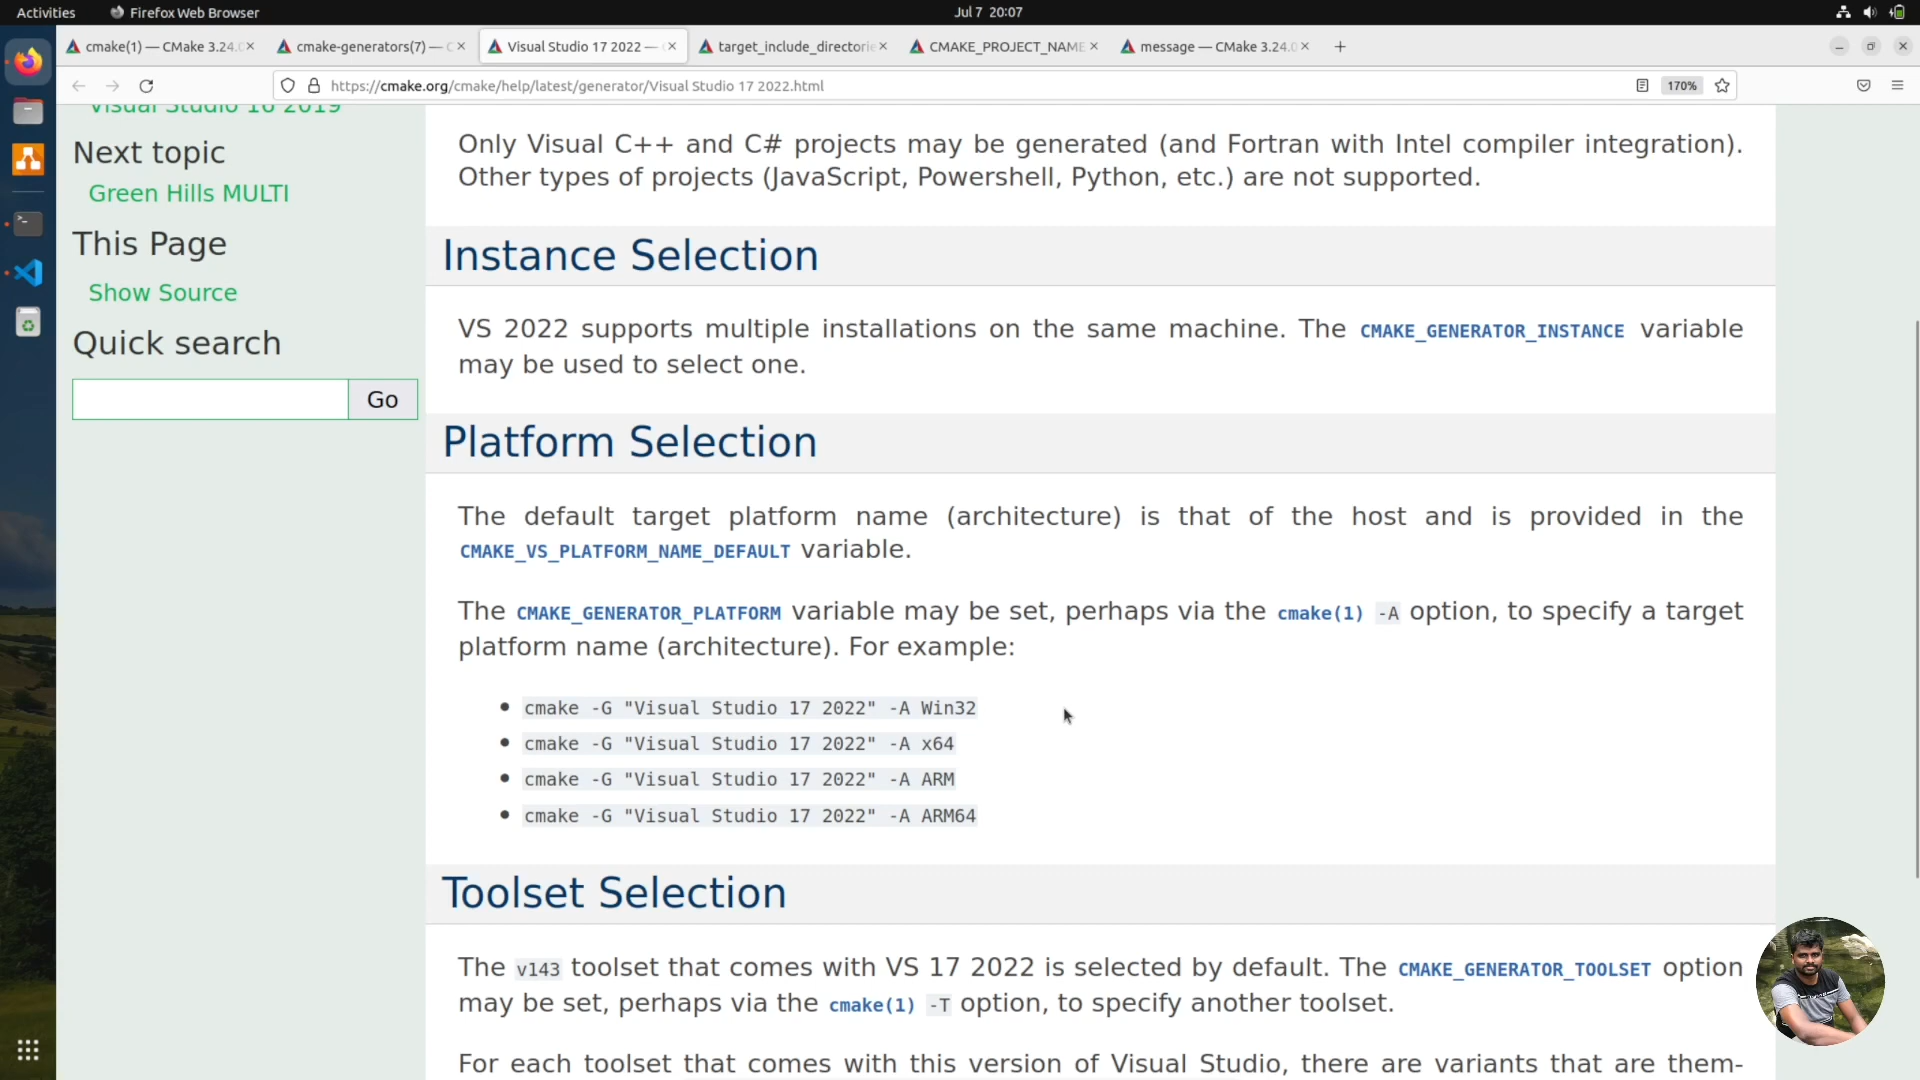 Activities
Firefox Web Browser
Jul 7 20:07
cmake(1) — CMake 3.24.0
cmake-generators(7) — C
Visual Studio 17 2022 —
target_include_directorie
CMAKE_PROJECT_NAME
message — CMake 3.24.0
https://cmake.org/cmake/help/latest/generator/Visual Studio 17 2022.html
170%
Visual Studio 16 2019
Next topic
Green Hills MULTI
This Page
Show Source
Quick search
Go
Only Visual C++ and C# projects may be generated (and Fortran with Intel compiler integration).
Other types of projects (JavaScript, Powershell, Python, etc.) are not supported.
Instance Selection
VS 2022 supports multiple installations on the same machine. The CMAKE_GENERATOR_INSTANCE variable
may be used to select one.
Platform Selection
The default target platform name (architecture) is that of the host and is provided in the
CMAKE_VS_PLATFORM_NAME_DEFAULT variable.
The CMAKE_GENERATOR_PLATFORM variable may be set, perhaps via the cmake(1) -A option, to specify a target
platform name (architecture). For example:
• cmake -G "Visual Studio 17 2022" -A Win32
• cmake -G "Visual Studio 17 2022" -A x64
• cmake -G "Visual Studio 17 2022" -A ARM
• cmake -G "Visual Studio 17 2022" -A ARM64
Toolset Selection
The v143 toolset that comes with VS 17 2022 is selected by default. The CMAKE_GENERATOR_TOOLSET option
may be set, perhaps via the cmake(1) -T option, to specify another toolset.
For each toolset that comes with this version of Visual Studio, there are variants that are them-